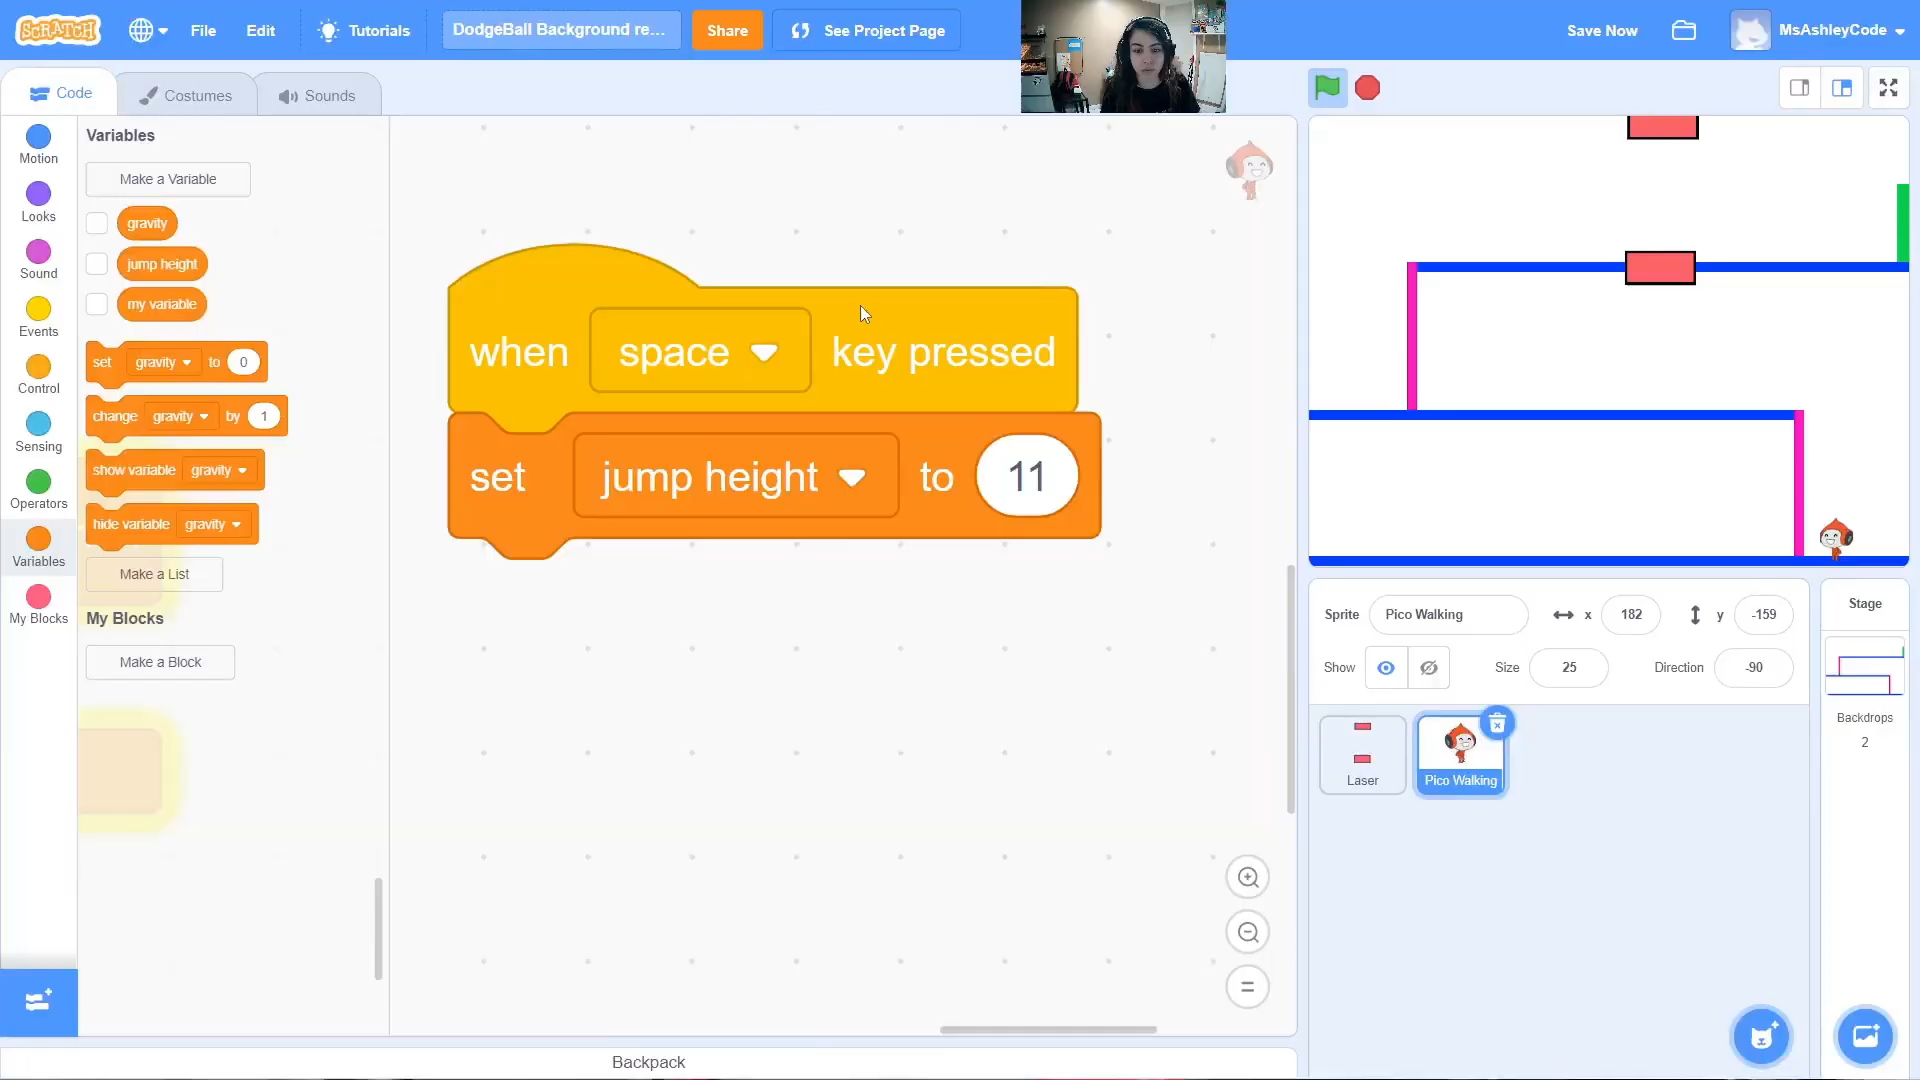 SCRATCH
File
Edit
Tutorials
DodgeBall Background re...
Share
See Project Page
Save Now
MsAshleyCode
Code
Costumes
Sounds
Motion
Looks
Sound
Events
Control
Sensing
Operators
Variables
My Blocks
Variables
Make a Variable
gravity
jump height
my variable
set gravity to 0
change gravity by 1
show variable gravity
hide variable gravity
Make a List
My Blocks
Make a Block
when space key pressed
set jump height to 11
Sprite Pico Walking x 182 y -159
Show Size 25 Direction -90
Laser
Pico Walking
Stage
Backdrops
2
Backpack